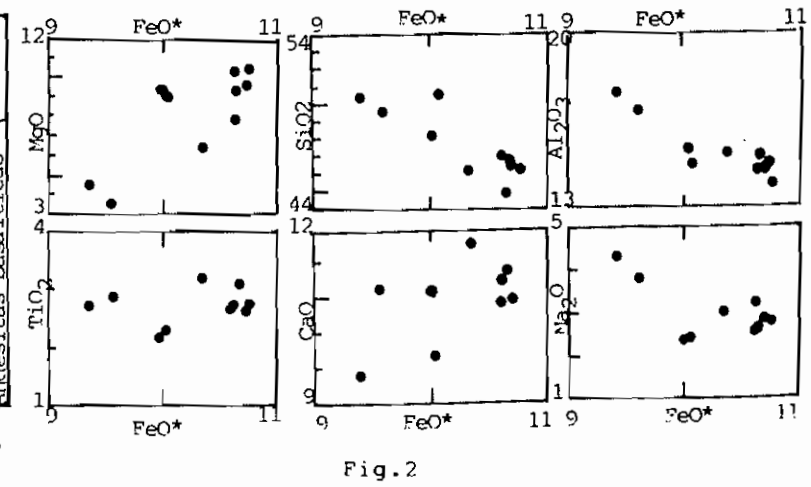 9 FeO* 11
9 FeO* 11
9 FeO* 11
12
MgO
3
54
SiO2
44
20
Al2O3
13
4
TiO2
1
12
CaO
9
5
Na2O
1
9 FeO* 11
9 FeO* 11
9 FeO* 11
Fig.2